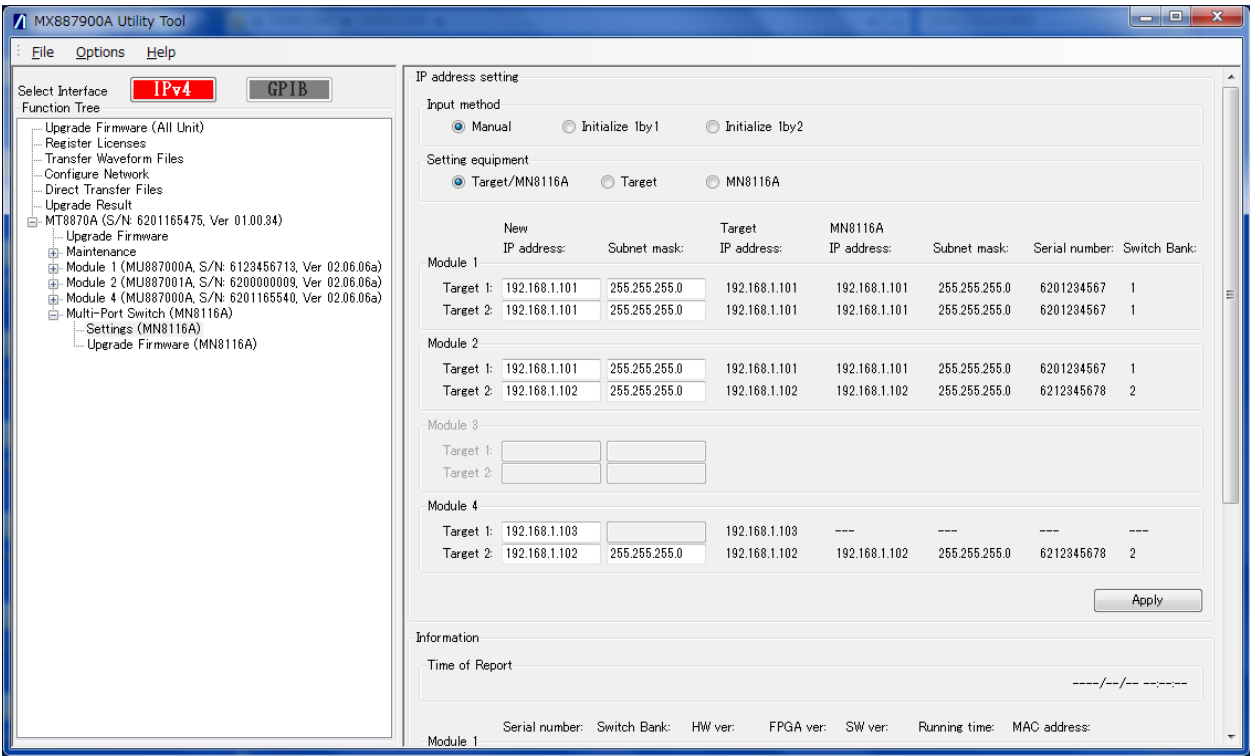 MX887900A Utility Tool
File Options Help
Select Interface IPv4 GPIB
Function Tree
Upgrade Firmware (All Unit)
Register Licenses
Transfer Waveform Files
Configure Network
Direct Transfer Files
Upgrade Result
MT8870A (S/N: 6201165475, Ver 01.00.34)
Upgrade Firmware
Maintenance
Module 1 (MU887000A, S/N: 6123456713, Ver 02.06.06a)
Module 2 (MU887001A, S/N: 6200000009, Ver 02.06.06a)
Module 4 (MU887000A, S/N: 6201165540, Ver 02.06.06a)
Multi-Port Switch (MN8116A)
Settings (MN8116A)
Upgrade Firmware (MN8116A)
IP address setting
Input method
Manual Initialize 1by1 Initialize 1by2
Setting equipment
Target/MN8116A Target MN8116A
New Target MN8116A
IP address: Subnet mask: IP address: IP address: Subnet mask: Serial number: Switch Bank:
Module 1
Target 1: 192.168.1.101 255.255.255.0 192.168.1.101 192.168.1.101 255.255.255.0 6201234567 1
Target 2: 192.168.1.101 255.255.255.0 192.168.1.101 192.168.1.101 255.255.255.0 6201234567 1
Module 2
Target 1: 192.168.1.101 255.255.255.0 192.168.1.101 192.168.1.101 255.255.255.0 6201234567 1
Target 2: 192.168.1.102 255.255.255.0 192.168.1.102 192.168.1.102 255.255.255.0 6212345678 2
Module 3
Target 1:
Target 2:
Module 4
Target 1: 192.168.1.103 192.168.1.103 --- --- --- ---
Target 2: 192.168.1.102 255.255.255.0 192.168.1.102 192.168.1.102 255.255.255.0 6212345678 2
Apply
Information
Time of Report
----/--/-- --:--:--
Serial number: Switch Bank: HW ver: FPGA ver: SW ver: Running time: MAC address:
Module 1